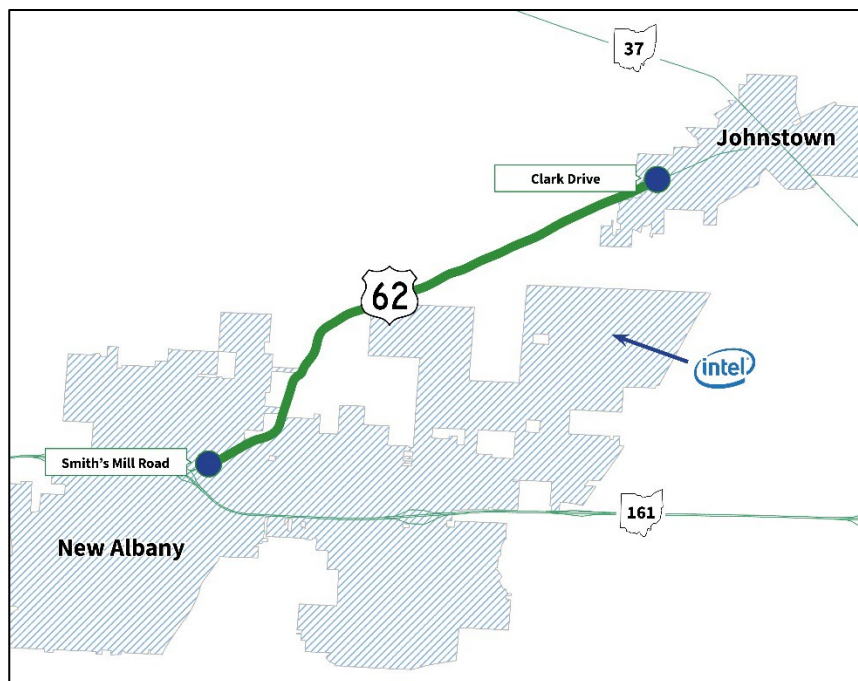 37
Johnstown
Clark Drive
62
intel
Smith's Mill Road
161
New Albany